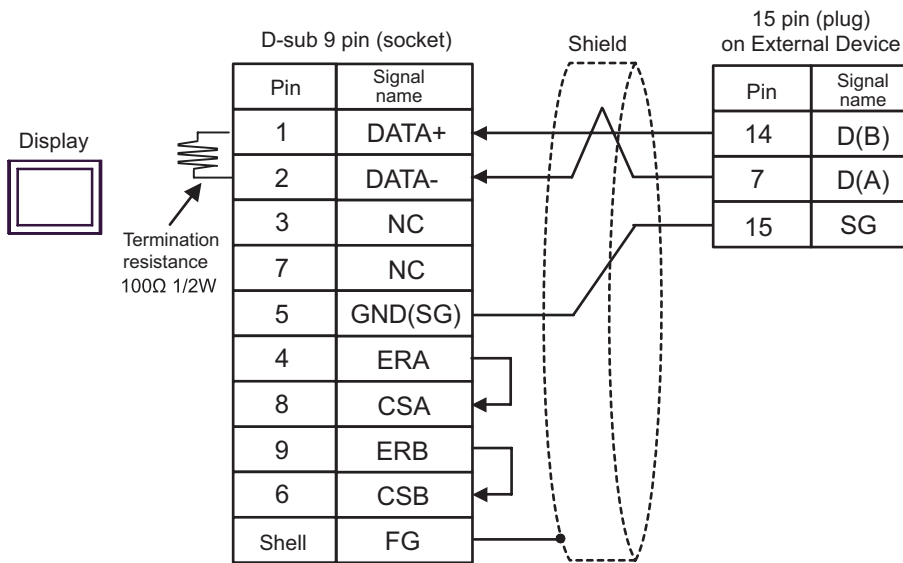 15 pin (plug)
on External Device
D-sub 9 pin (socket)
Shield
Display
Termination
resistance
100Ω 1/2W
Pin Signal name
1 DATA+
2 DATA-
3 NC
7 NC
5 GND(SG)
4 ERA
8 CSA
9 ERB
6 CSB
Shell FG
Pin Signal name
14 D(B)
7 D(A)
15 SG